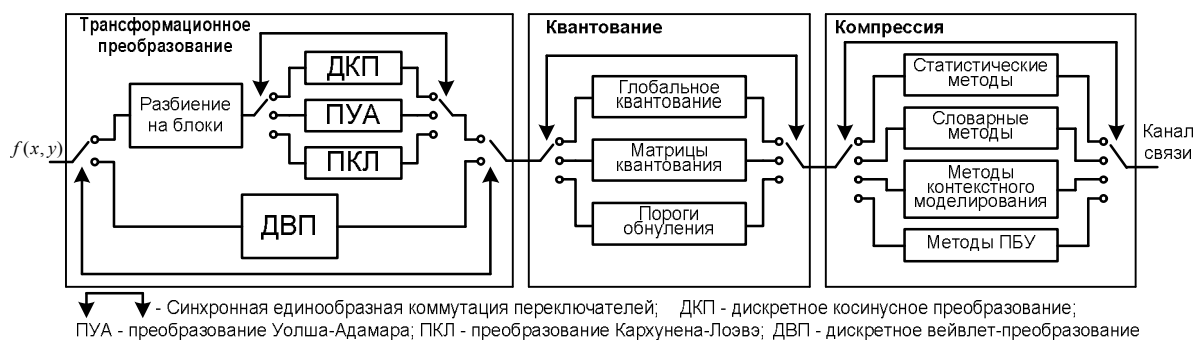 Трансформационное
преобразование
ДКП
Разбиение
на блоки
ПУА
ПКЛ
f(x,y)
ДВП
Квантование
Глобальное
квантование
Матрицы
квантования
Пороги
обнуления
Компрессия
Статистические
методы
Словарные
методы
Методы
контекстного
моделирования
Методы ПБУ
Канал
связи
- Синхронная единообразная коммутация переключателей; ДКП - дискретное косинусное преобразование;
ПУА - преобразование Уолша-Адамара; ПКЛ - преобразование Кархунена-Лоэвэ; ДВП - дискретное вейвлет-преобразование